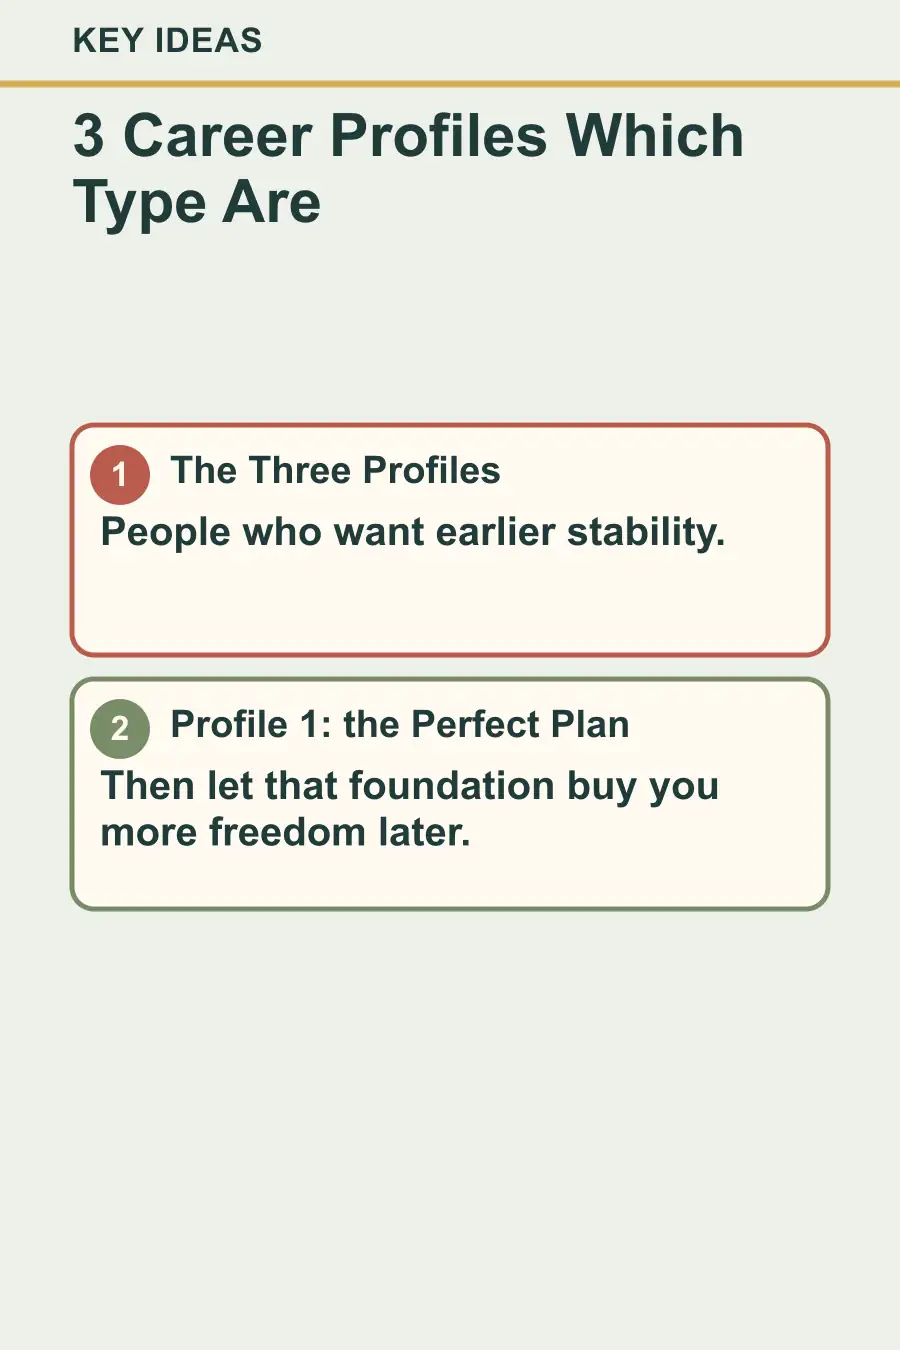 KEY IDEAS
3 Career Profiles Which
Type Are
1 The Three Profiles
People who want earlier stability.
2 Profile 1: the Perfect Plan
Then let that foundation buy you
more freedom later.